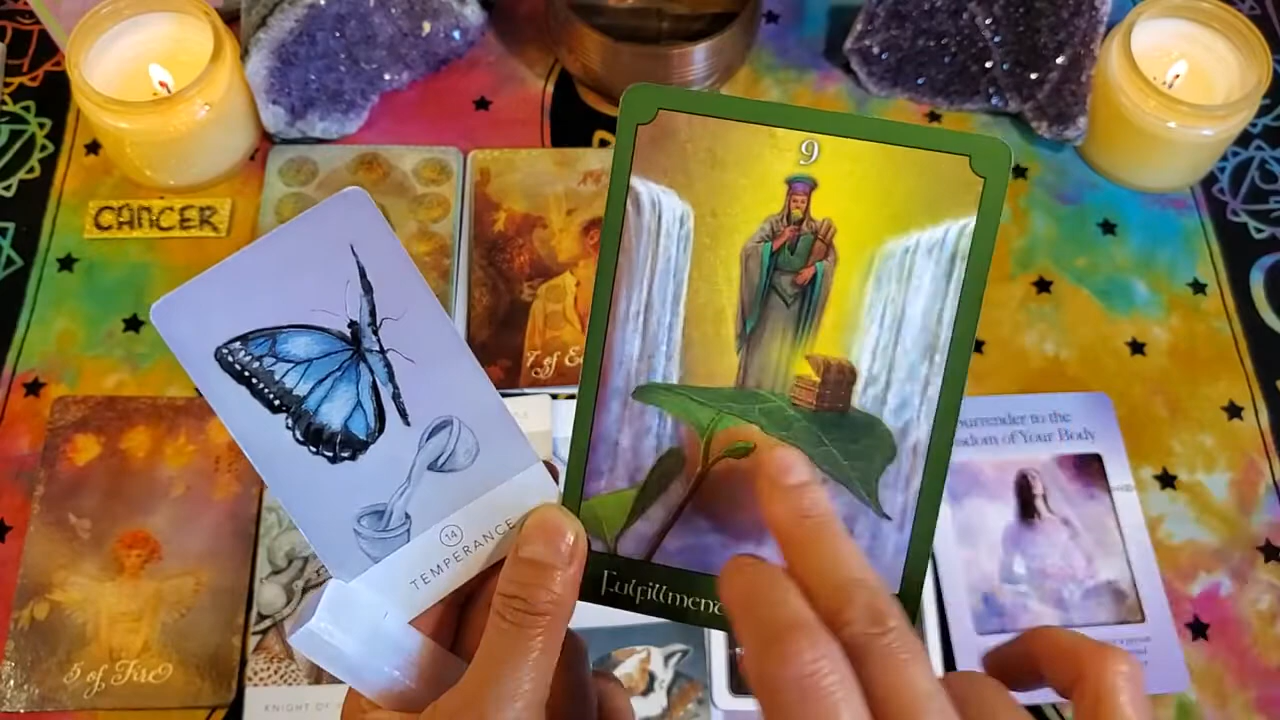 CANCER
9
7 of
14
TEMPERANCE
Fulfillment
Surrender to the
Wisdom of Your Body
5 of Fire
KNIGHT OF